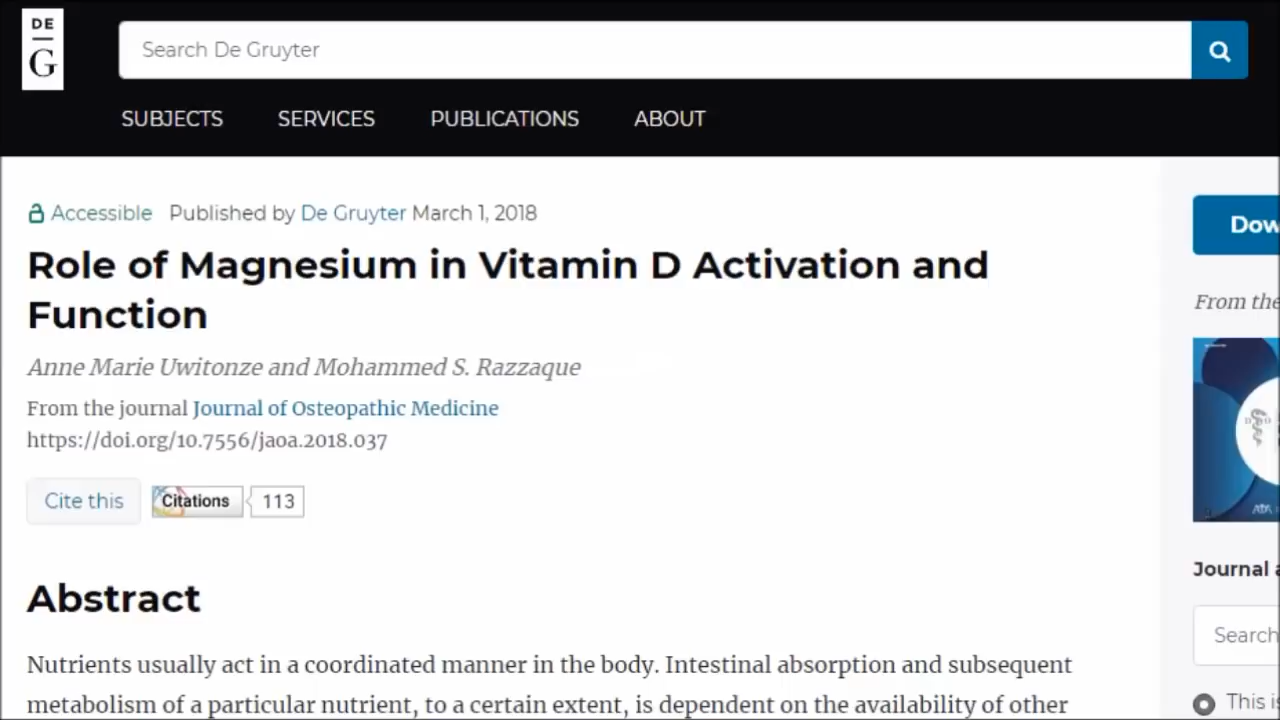 DE
G
Search De Gruyter
SUBJECTS SERVICES PUBLICATIONS ABOUT
Accessible Published by De Gruyter March 1, 2018
Role of Magnesium in Vitamin D Activation and
Function
Anne Marie Uwitonze and Mohammed S. Razzaque
From the journal Journal of Osteopathic Medicine
https://doi.org/10.7556/jaoa.2018.037
Cite this Citations 113
Abstract
Nutrients usually act in a coordinated manner in the body. Intestinal absorption and subsequent
metabolism of a particular nutrient, to a certain extent, is dependent on the availability of other
Dow
From the
Journal a
Search
This i